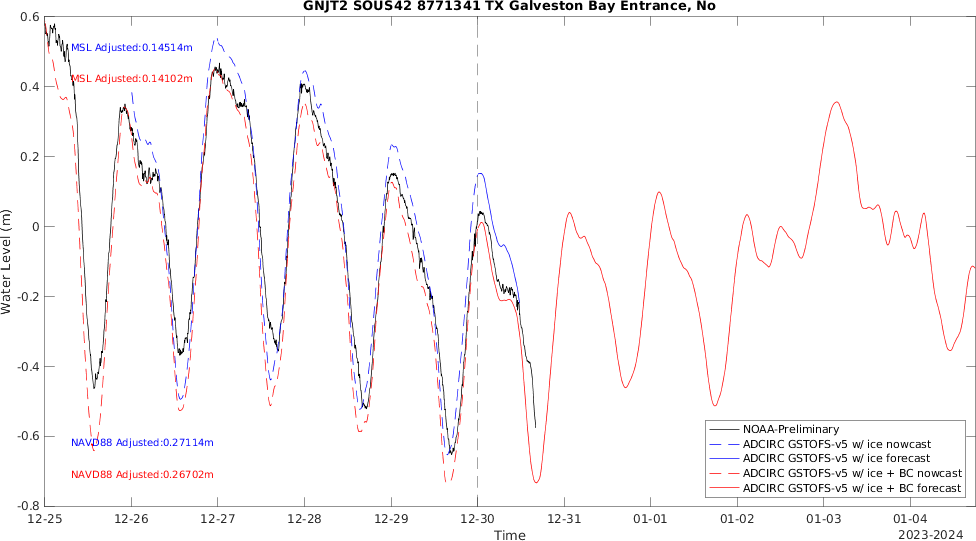 GNJT2 SOUS42 8771341 TX Galveston Bay Entrance, No
0.6
0.4
0.2
0
-0.2
-0.4
-0.6
-0.8
Water Level (m)
MSL Adjusted:0.14514m
MSL Adjusted:0.14102m
NAVD88 Adjusted:0.27114m
NAVD88 Adjusted:0.26702m
NOAA-Preliminary
ADCIRC GSTOFS-v5 w/ ice nowcast
ADCIRC GSTOFS-v5 w/ ice forecast
ADCIRC GSTOFS-v5 w/ ice + BC nowcast
ADCIRC GSTOFS-v5 w/ ice + BC forecast
12-25 12-26 12-27 12-28 12-29 12-30 12-31 01-01 01-02 01-03 01-04
Time
2023-2024